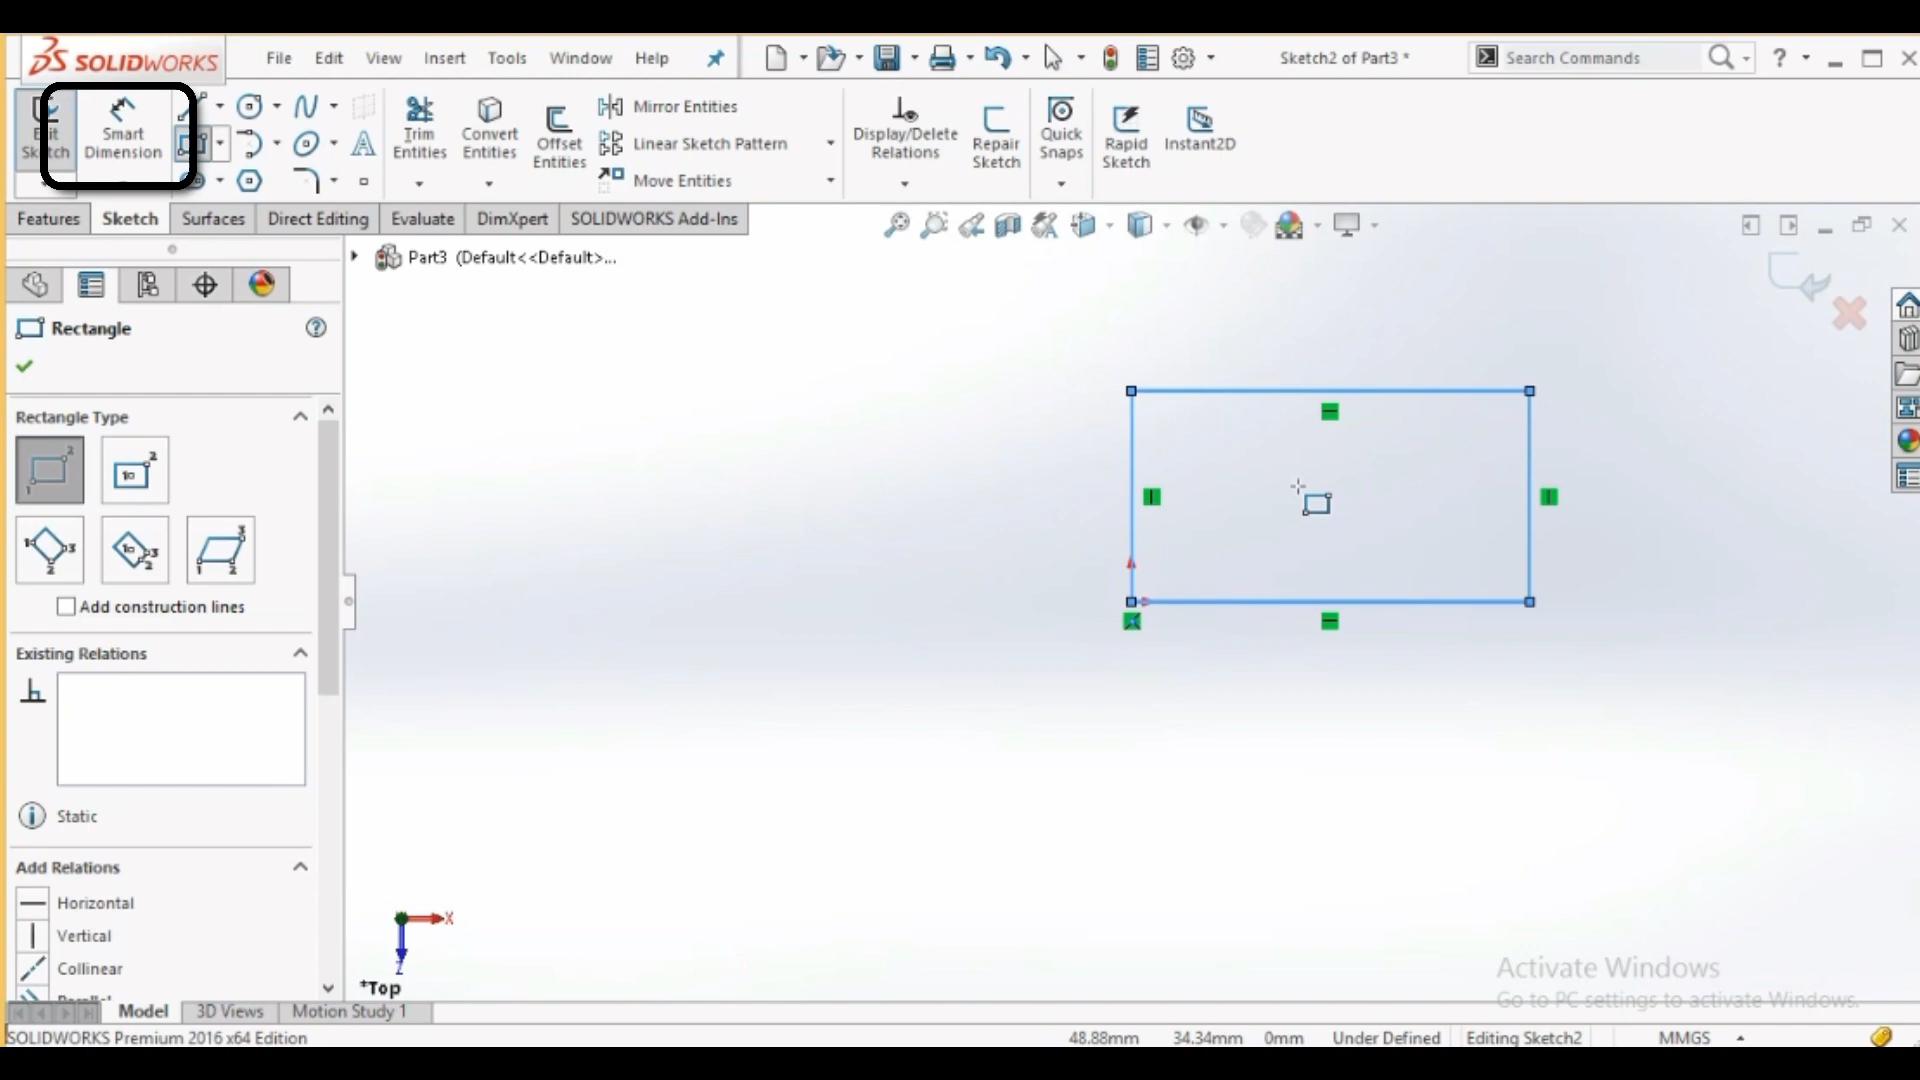 SOLIDWORKS
File Edit View Insert Tools Window Help
Sketch2 of Part3 *
Search Commands
?
Exit Sketch
Smart Dimension
Trim Entities
Convert Entities
Offset Entities
Mirror Entities
Linear Sketch Pattern
Move Entities
Display/Delete Relations
Repair Sketch
Quick Snaps
Rapid Sketch
Instant2D
Features Sketch Surfaces Direct Editing Evaluate DimXpert SOLIDWORKS Add-Ins
Part3 (Default<<Default>...
Rectangle
?
Rectangle Type
Add construction lines
Existing Relations
Static
Add Relations
Horizontal
Vertical
Collinear
Parallel
X
Z
*Top
Activate Windows
Go to PC settings to activate Windows.
Model 3D Views Motion Study 1
SOLIDWORKS Premium 2016 x64 Edition
48.88mm 34.34mm 0mm Under Defined Editing Sketch2 MMGS